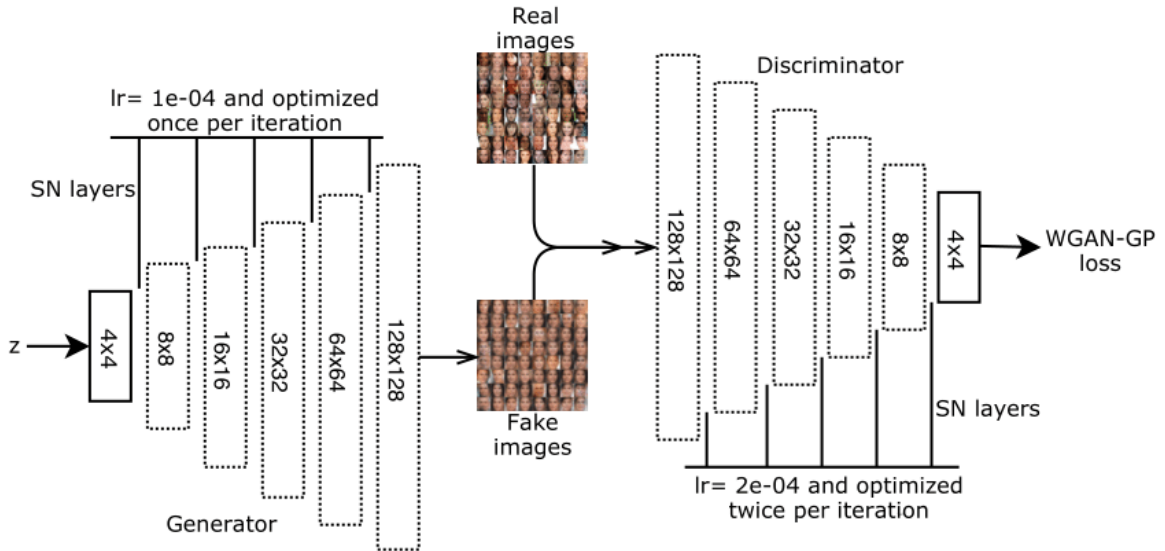 lr= 1e-04 and optimized
once per iteration
SN layers
z
4x4
8x8
16x16
32x32
64x64
128x128
Generator
Real
images
Fake
images
Discriminator
128x128
64x64
32x32
16x16
8x8
4x4
WGAN-GP
loss
SN layers
lr= 2e-04 and optimized
twice per iteration